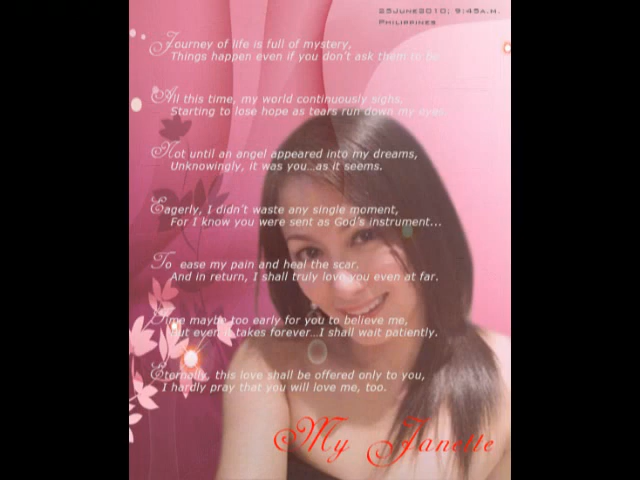 25June2010; 9:45a.m.
Philippines
Journey of life is full of mystery,
Things happen even if you don't ask them to be.
All this time, my world continuously sighs,
Starting to lose hope as tears run down my eyes.
Not until an angel appeared into my dreams,
Unknowingly, it was you...as it seems.
Eagerly, I didn't waste any single moment,
For I know you were sent as God's instrument...
To ease my pain and heal the scar.
And in return, I shall truly love you even at far.
Time maybe too early for you to believe me,
But even it takes forever...I shall wait patiently.
Eternally, this love shall be offered only to you,
I hardly pray that you will love me, too.
My Janette